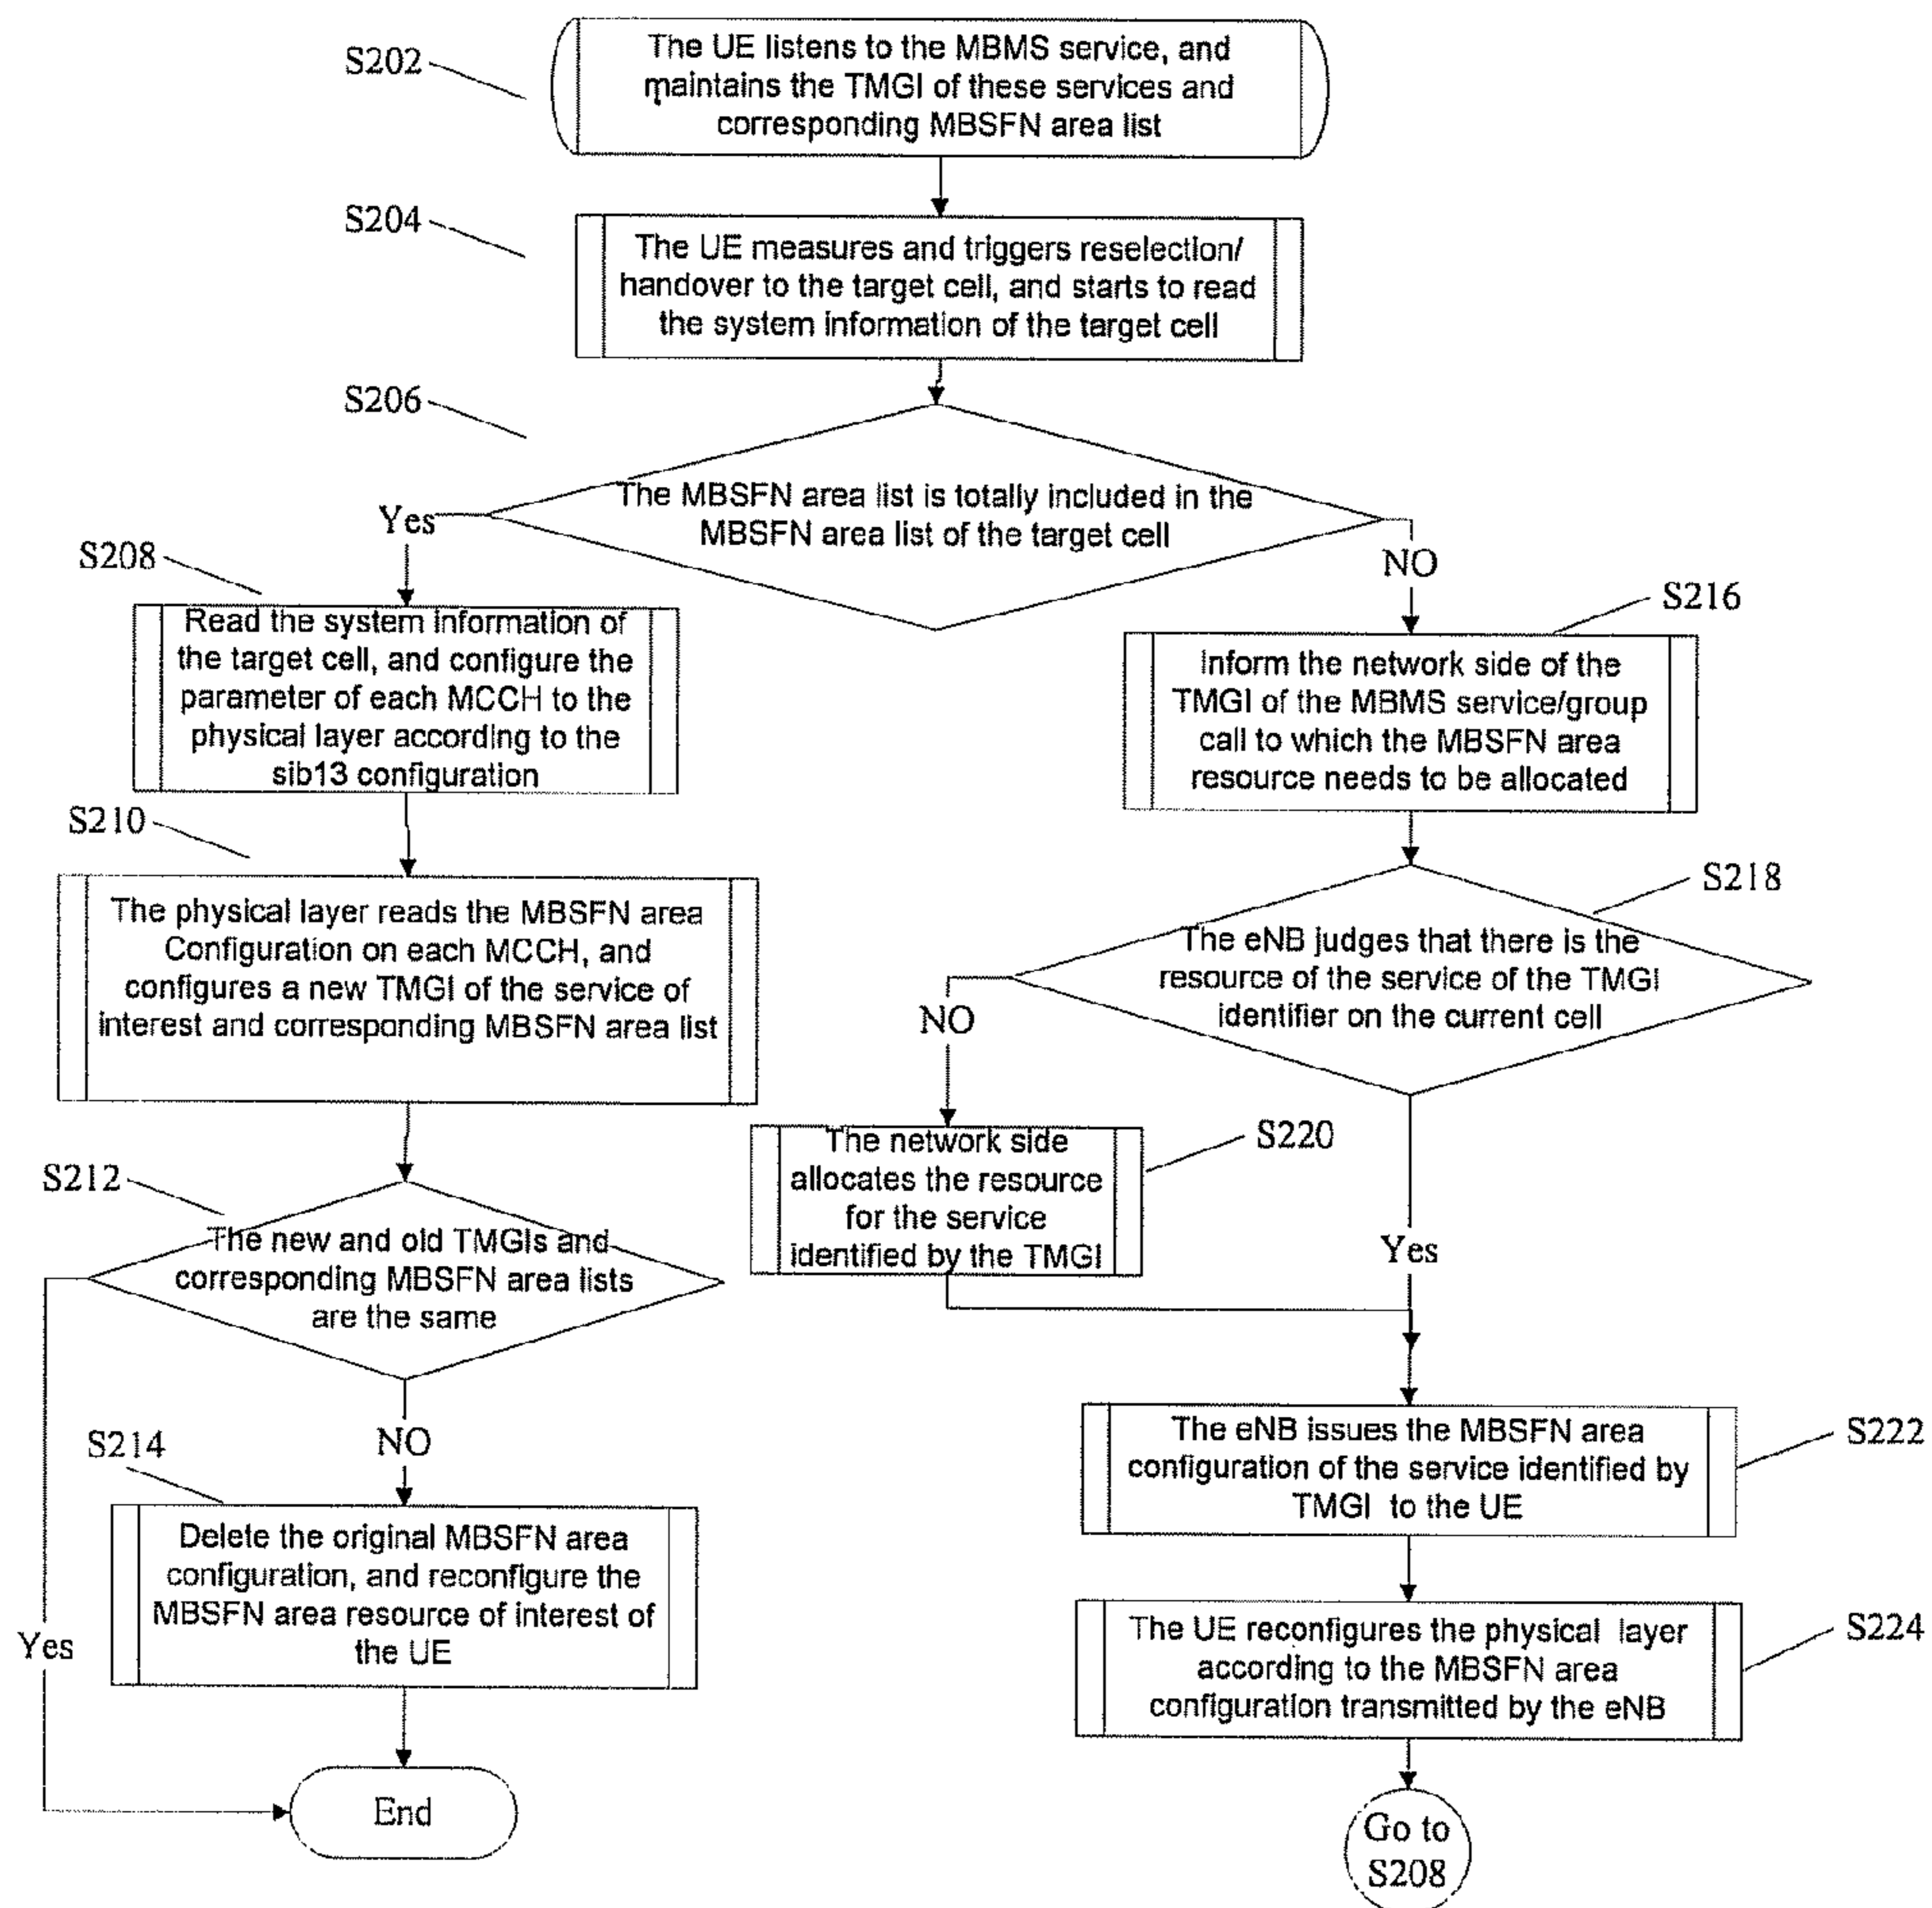 S202
The UE listens to the MBMS service, and
maintains the TMGI of these services and
corresponding MBSFN area list
S204
The UE measures and triggers reselection/
handover to the target cell, and starts to read
the system information of the target cell
S206
The MBSFN area list is totally included in the
MBSFN area list of the target cell
Yes
NO
S208
Read the system information of
the target cell, and configure the
parameter of each MCCH to the
physical layer according to the
sib13 configuration
S216
Inform the network side of the
TMGI of the MBMS service/group
call to which the MBSFN area
resource needs to be allocated
S210
The physical layer reads the MBSFN area
Configuration on each MCCH, and
configures a new TMGI of the service of
interest and corresponding MBSFN area list
S218
The eNB judges that there is the
resource of the service of the TMGI
identifier on the current cell
NO
Yes
S220
The network side
allocates the resource
for the service
identified by the TMGI
S212
The new and old TMGIs and
corresponding MBSFN area lists
are the same
NO
Yes
S214
Delete the original MBSFN area
configuration, and reconfigure the
MBSFN area resource of interest of
the UE
End
S222
The eNB issues the MBSFN area
configuration of the service identified by
TMGI to the UE
S224
The UE reconfigures the physical layer
according to the MBSFN area
configuration transmitted by the eNB
Go to
S208